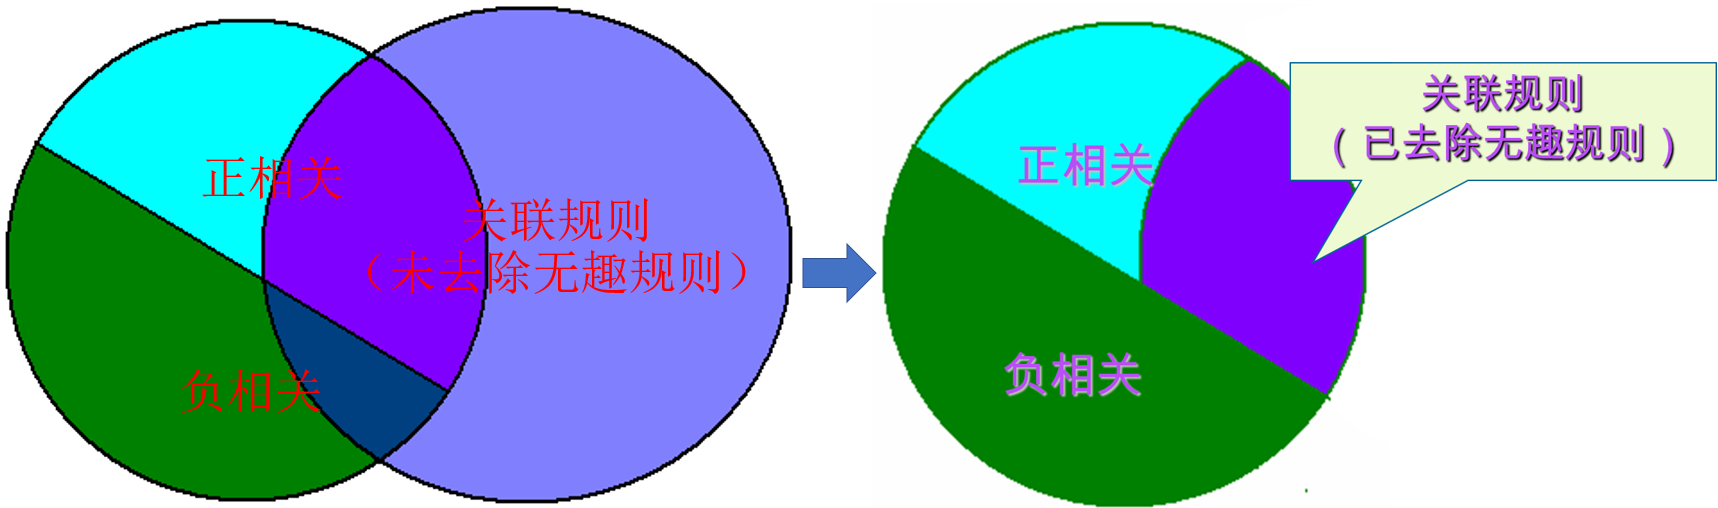 正相关
关联规则
（未去除无趣规则）
负相关
关联规则
（已去除无趣规则）
正相关
负相关